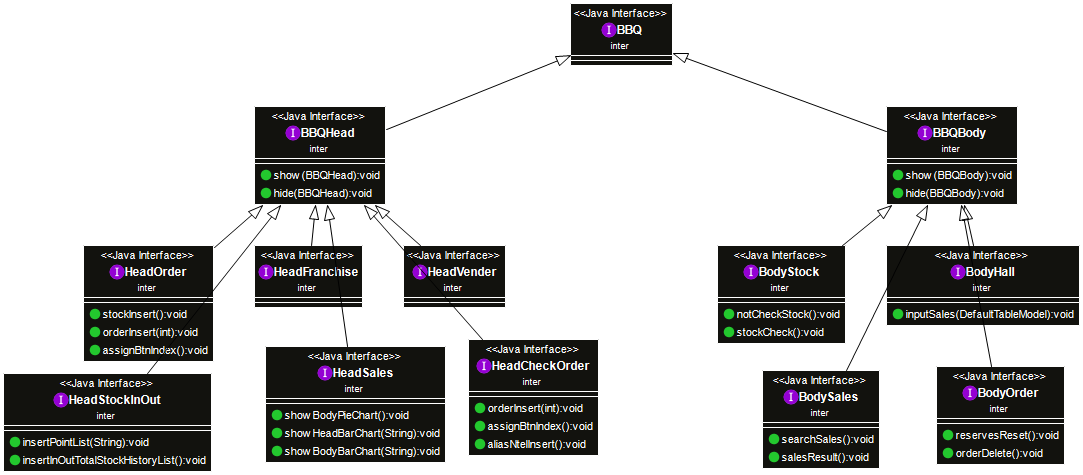 <<Java Interface>>
I BBQ
inter
<<Java Interface>>
I BBQHead
inter
show (BBQHead):void
hide(BBQHead):void
<<Java Interface>>
I BBQBody
inter
show (BBQBody):void
hide(BBQBody):void
<<Java Interface>>
I HeadOrder
inter
stockInsert():void
orderInsert(int):void
assignBtnIndex():void
<<Java Interface>>
I HeadFranchise
inter
<<Java Interface>>
I HeadVender
inter
<<Java Interface>>
I BodyStock
inter
notCheckStock():void
stockCheck():void
<<Java Interface>>
I BodyHall
inter
inputSales(DefaultTableModel):void
<<Java Interface>>
I HeadStockInOut
inter
insertPointList(String):void
insertInOutTotalStockHistoryList():void
<<Java Interface>>
I HeadSales
inter
show BodyPieChart():void
show HeadBarChart(String):void
show BodyBarChart(String):void
<<Java Interface>>
I HeadCheckOrder
inter
orderInsert(int):void
assignBtnIndex():void
aliasNtelInsert():void
<<Java Interface>>
I BodySales
inter
searchSales():void
salesResult():void
<<Java Interface>>
I BodyOrder
inter
reservesReset():void
orderDelete():void